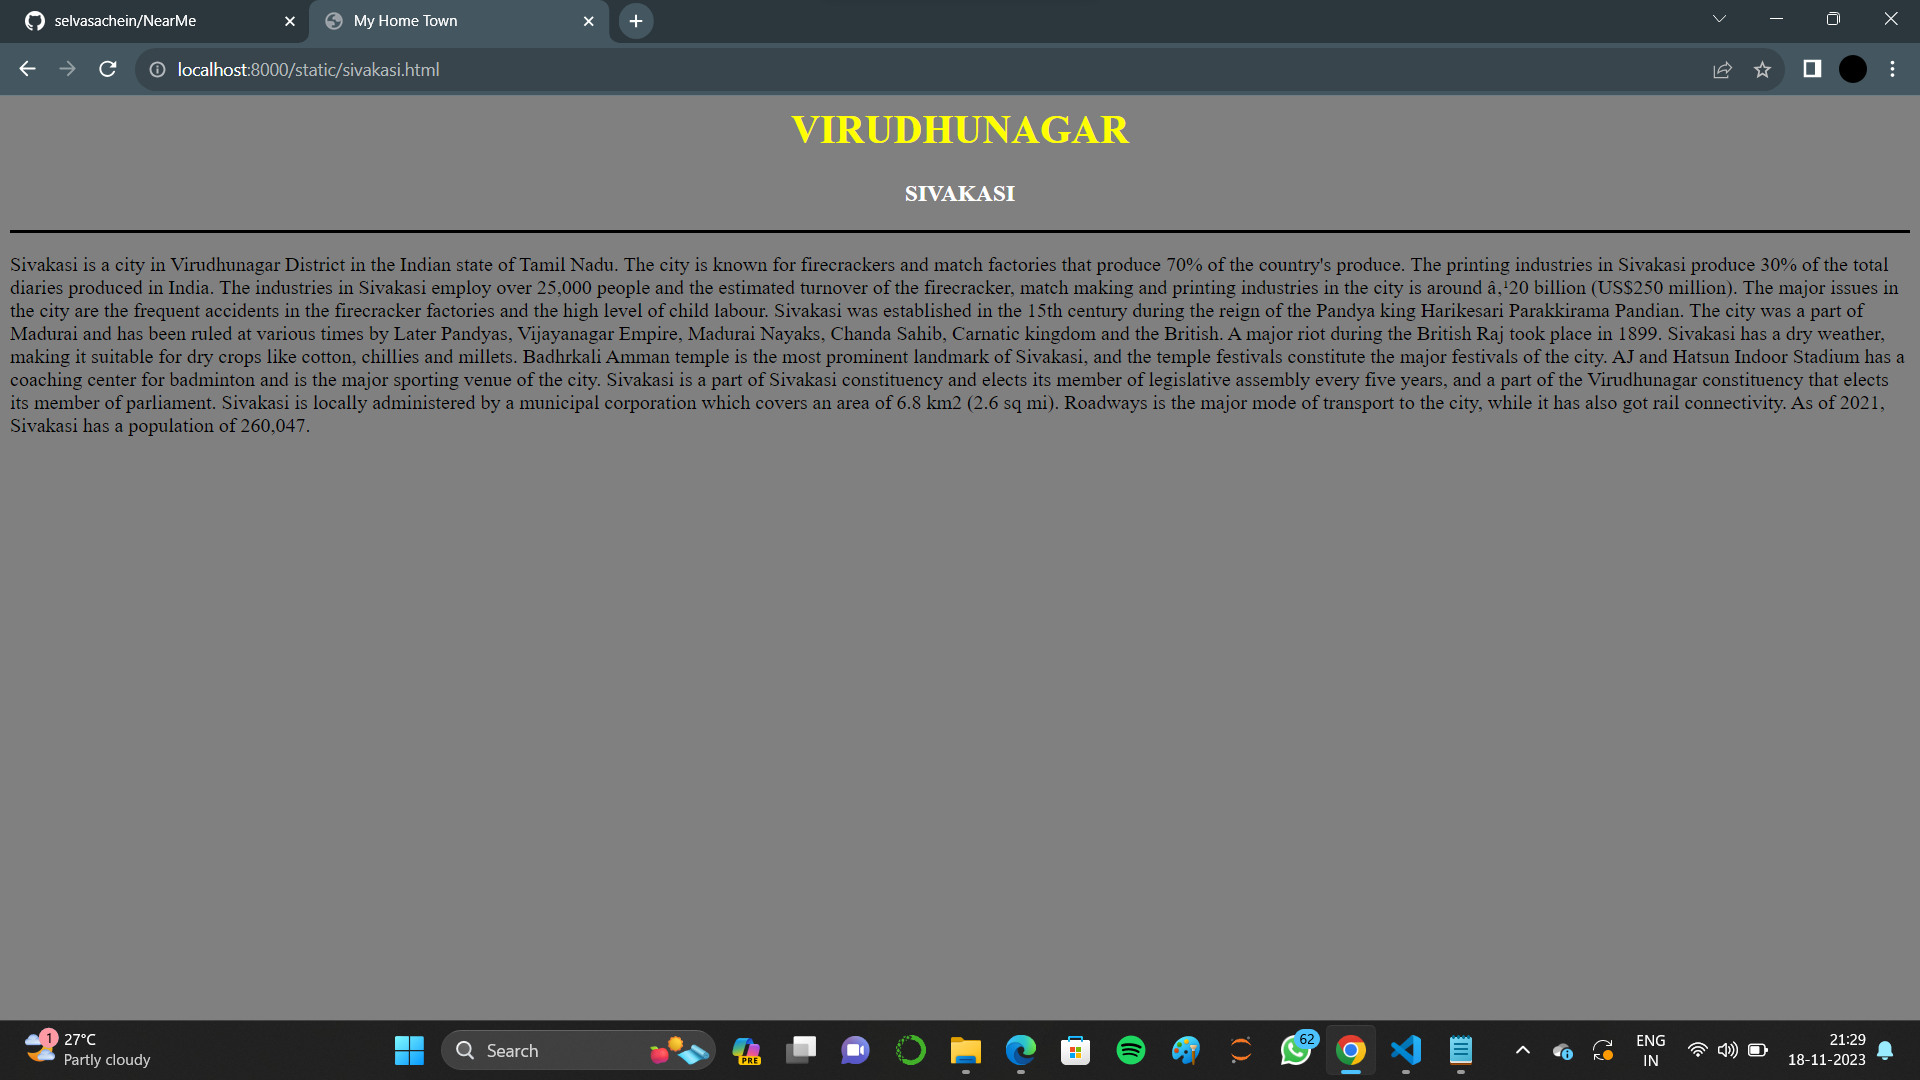 selvasachein/NearMe
My Home Town
localhost:8000/static/sivakasi.html
VIRUDHUNAGAR
SIVAKASI
Sivakasi is a city in Virudhunagar District in the Indian state of Tamil Nadu. The city is known for firecrackers and match factories that produce 70% of the country's produce. The printing industries in Sivakasi produce 30% of the total
diaries produced in India. The industries in Sivakasi employ over 25,000 people and the estimated turnover of the firecracker, match making and printing industries in the city is around â‚¹20 billion (US$250 million). The major issues in
the city are the frequent accidents in the firecracker factories and the high level of child labour. Sivakasi was established in the 15th century during the reign of the Pandya king Harikesari Parakkirama Pandian. The city was a part of
Madurai and has been ruled at various times by Later Pandyas, Vijayanagar Empire, Madurai Nayaks, Chanda Sahib, Carnatic kingdom and the British. A major riot during the British Raj took place in 1899. Sivakasi has a dry weather,
making it suitable for dry crops like cotton, chillies and millets. Badhrkali Amman temple is the most prominent landmark of Sivakasi, and the temple festivals constitute the major festivals of the city. AJ and Hatsun Indoor Stadium has a
coaching center for badminton and is the major sporting venue of the city. Sivakasi is a part of Sivakasi constituency and elects its member of legislative assembly every five years, and a part of the Virudhunagar constituency that elects
its member of parliament. Sivakasi is locally administered by a municipal corporation which covers an area of 6.8 km2 (2.6 sq mi). Roadways is the major mode of transport to the city, while it has also got rail connectivity. As of 2021,
Sivakasi has a population of 260,047.
1
27°C
Partly cloudy
Search
PRE
62
ENG
IN
21:29
18-11-2023